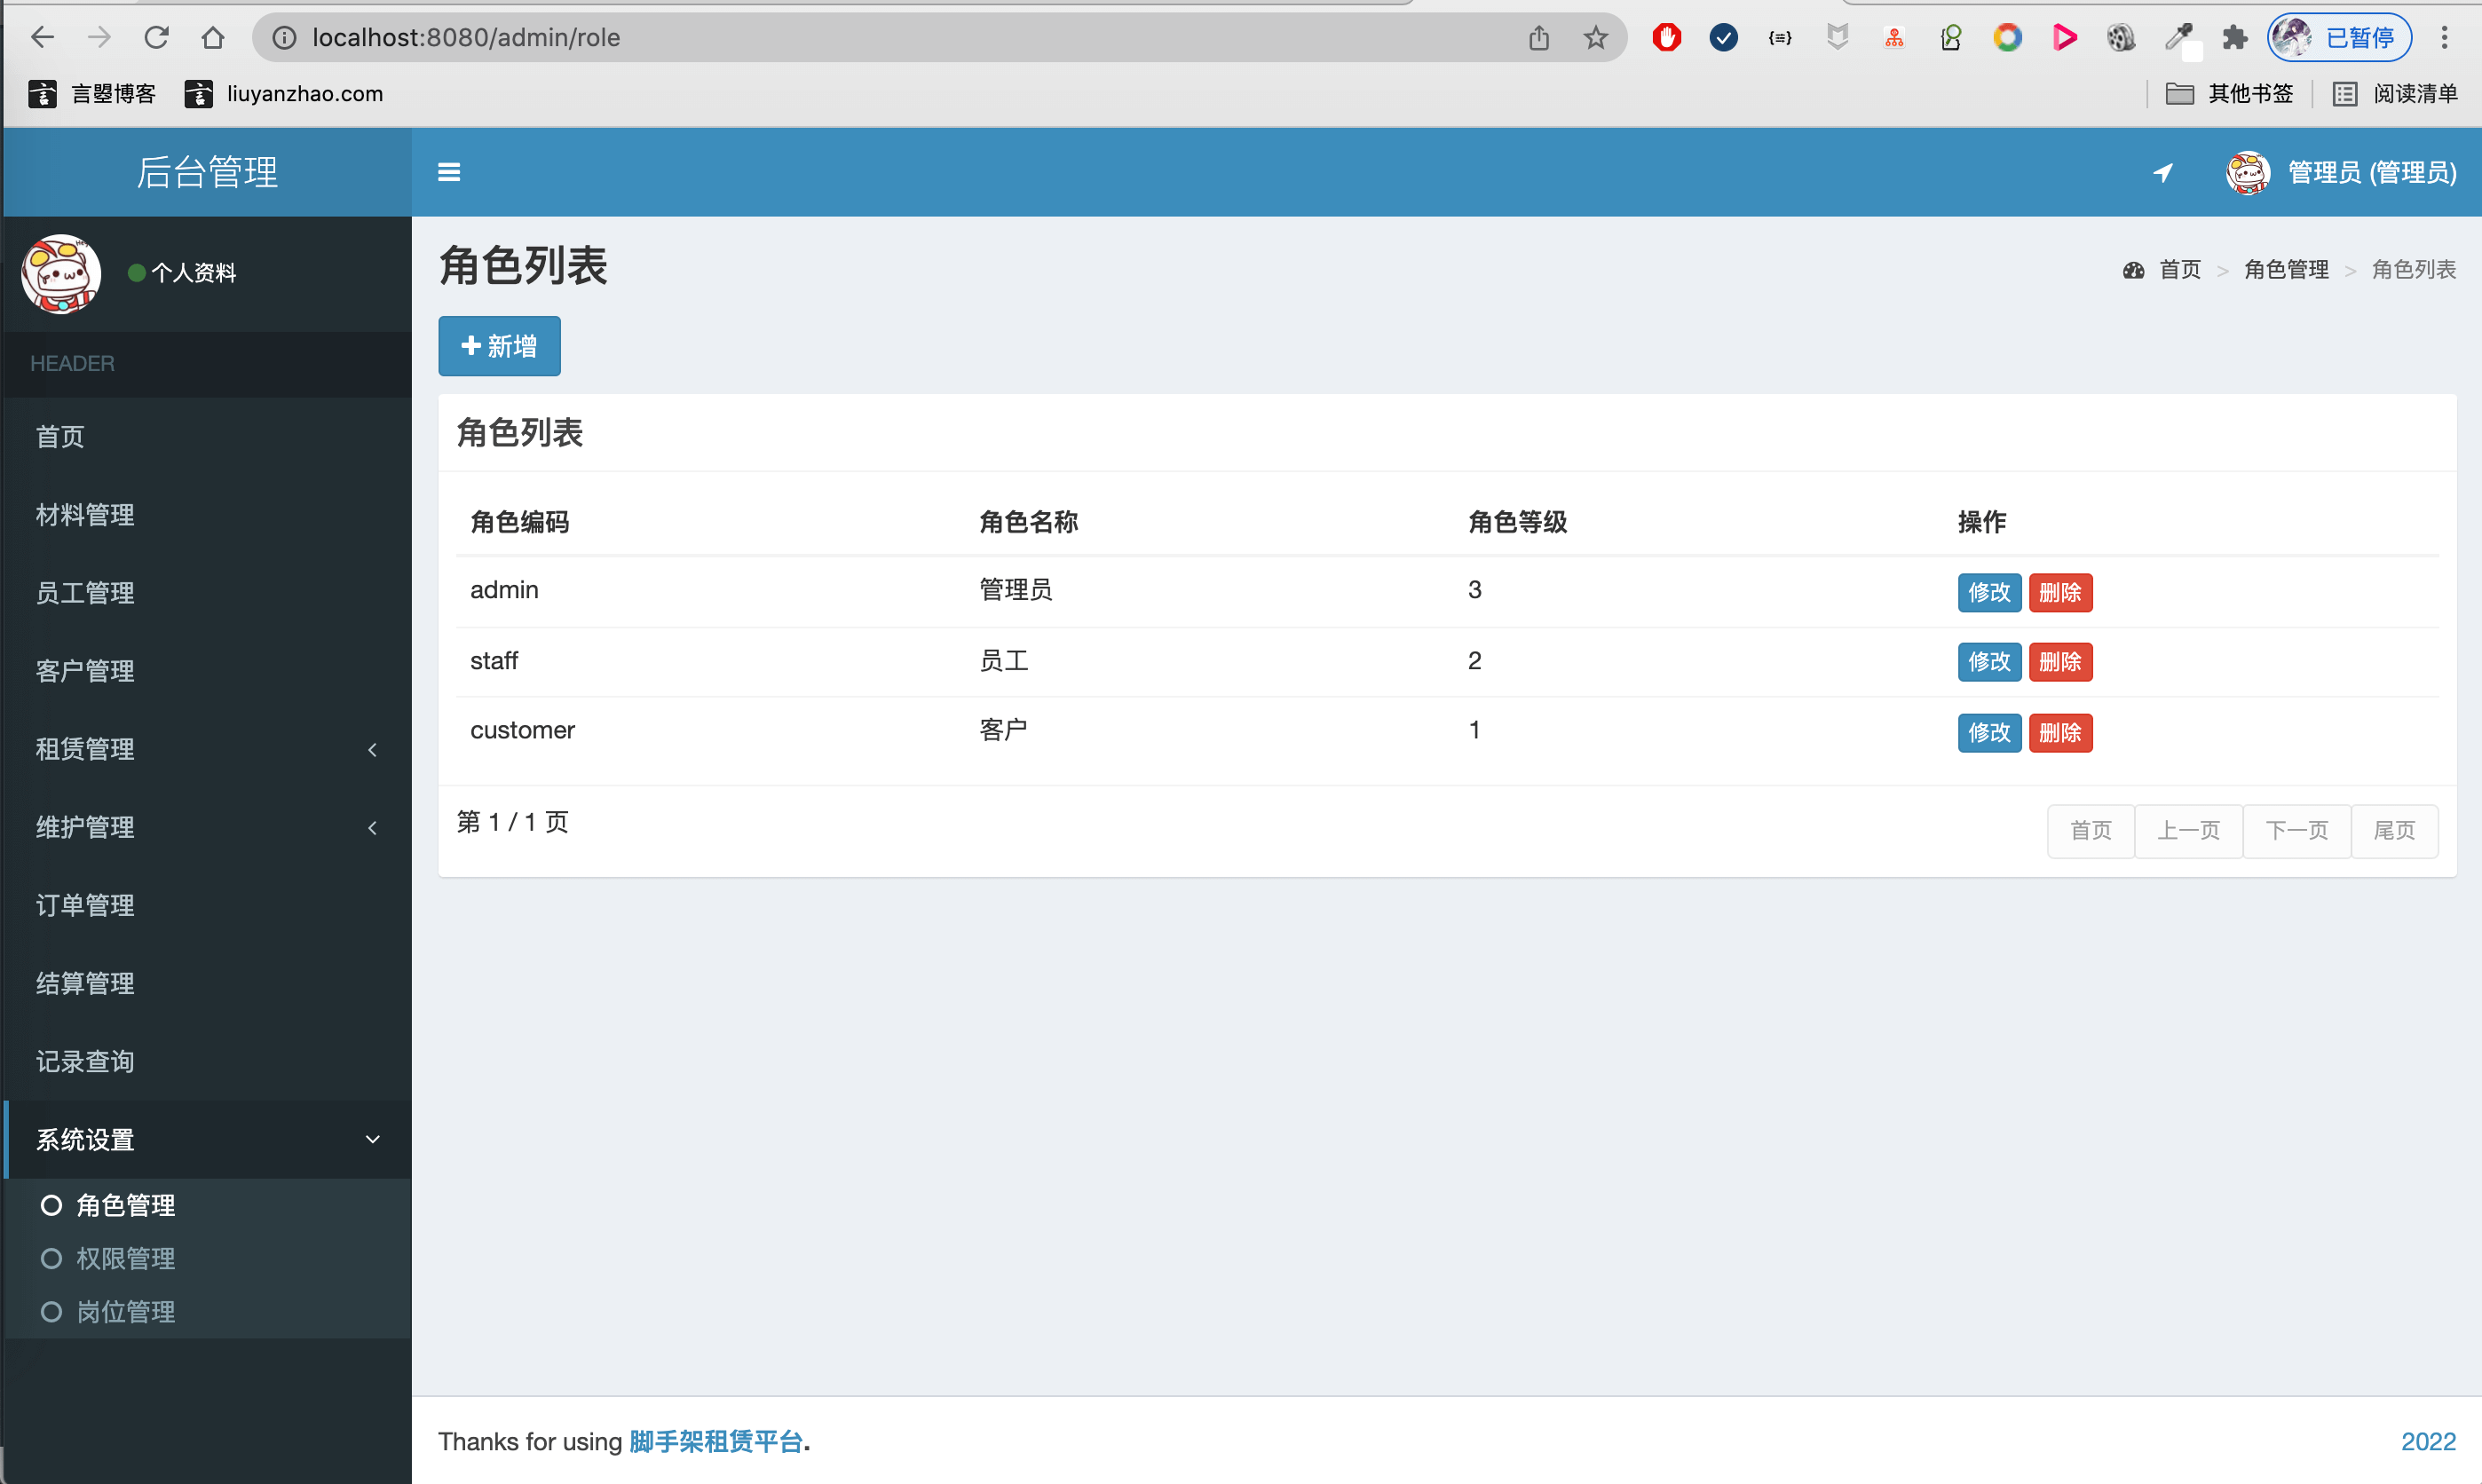 localhost:8080/admin/role
已暂停
言曌博客
liuyanzhao.com
其他书签
阅读清单
后台管理
管理员 (管理员)
个人资料
HEADER
首页
材料管理
员工管理
客户管理
租赁管理
维护管理
订单管理
结算管理
记录查询
系统设置
角色管理
权限管理
岗位管理
角色列表
首页 > 角色管理 > 角色列表
新增
角色列表
角色编码 角色名称 角色等级 操作
admin 管理员 3 修改 删除
staff 员工 2 修改 删除
customer 客户 1 修改 删除
第 1 / 1 页
首页 上一页 下一页 尾页
Thanks for using 脚手架租赁平台.
2022